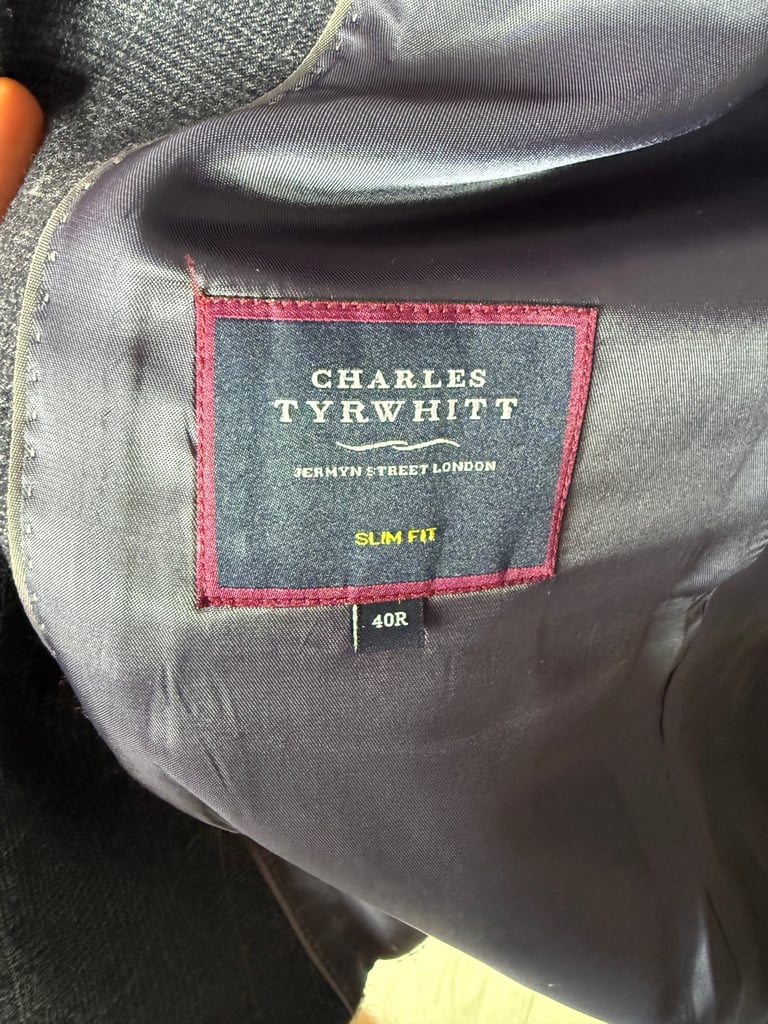 CHARLES
TYRWHITT
JERMYN STREET LONDON
SLIM FIT
40R